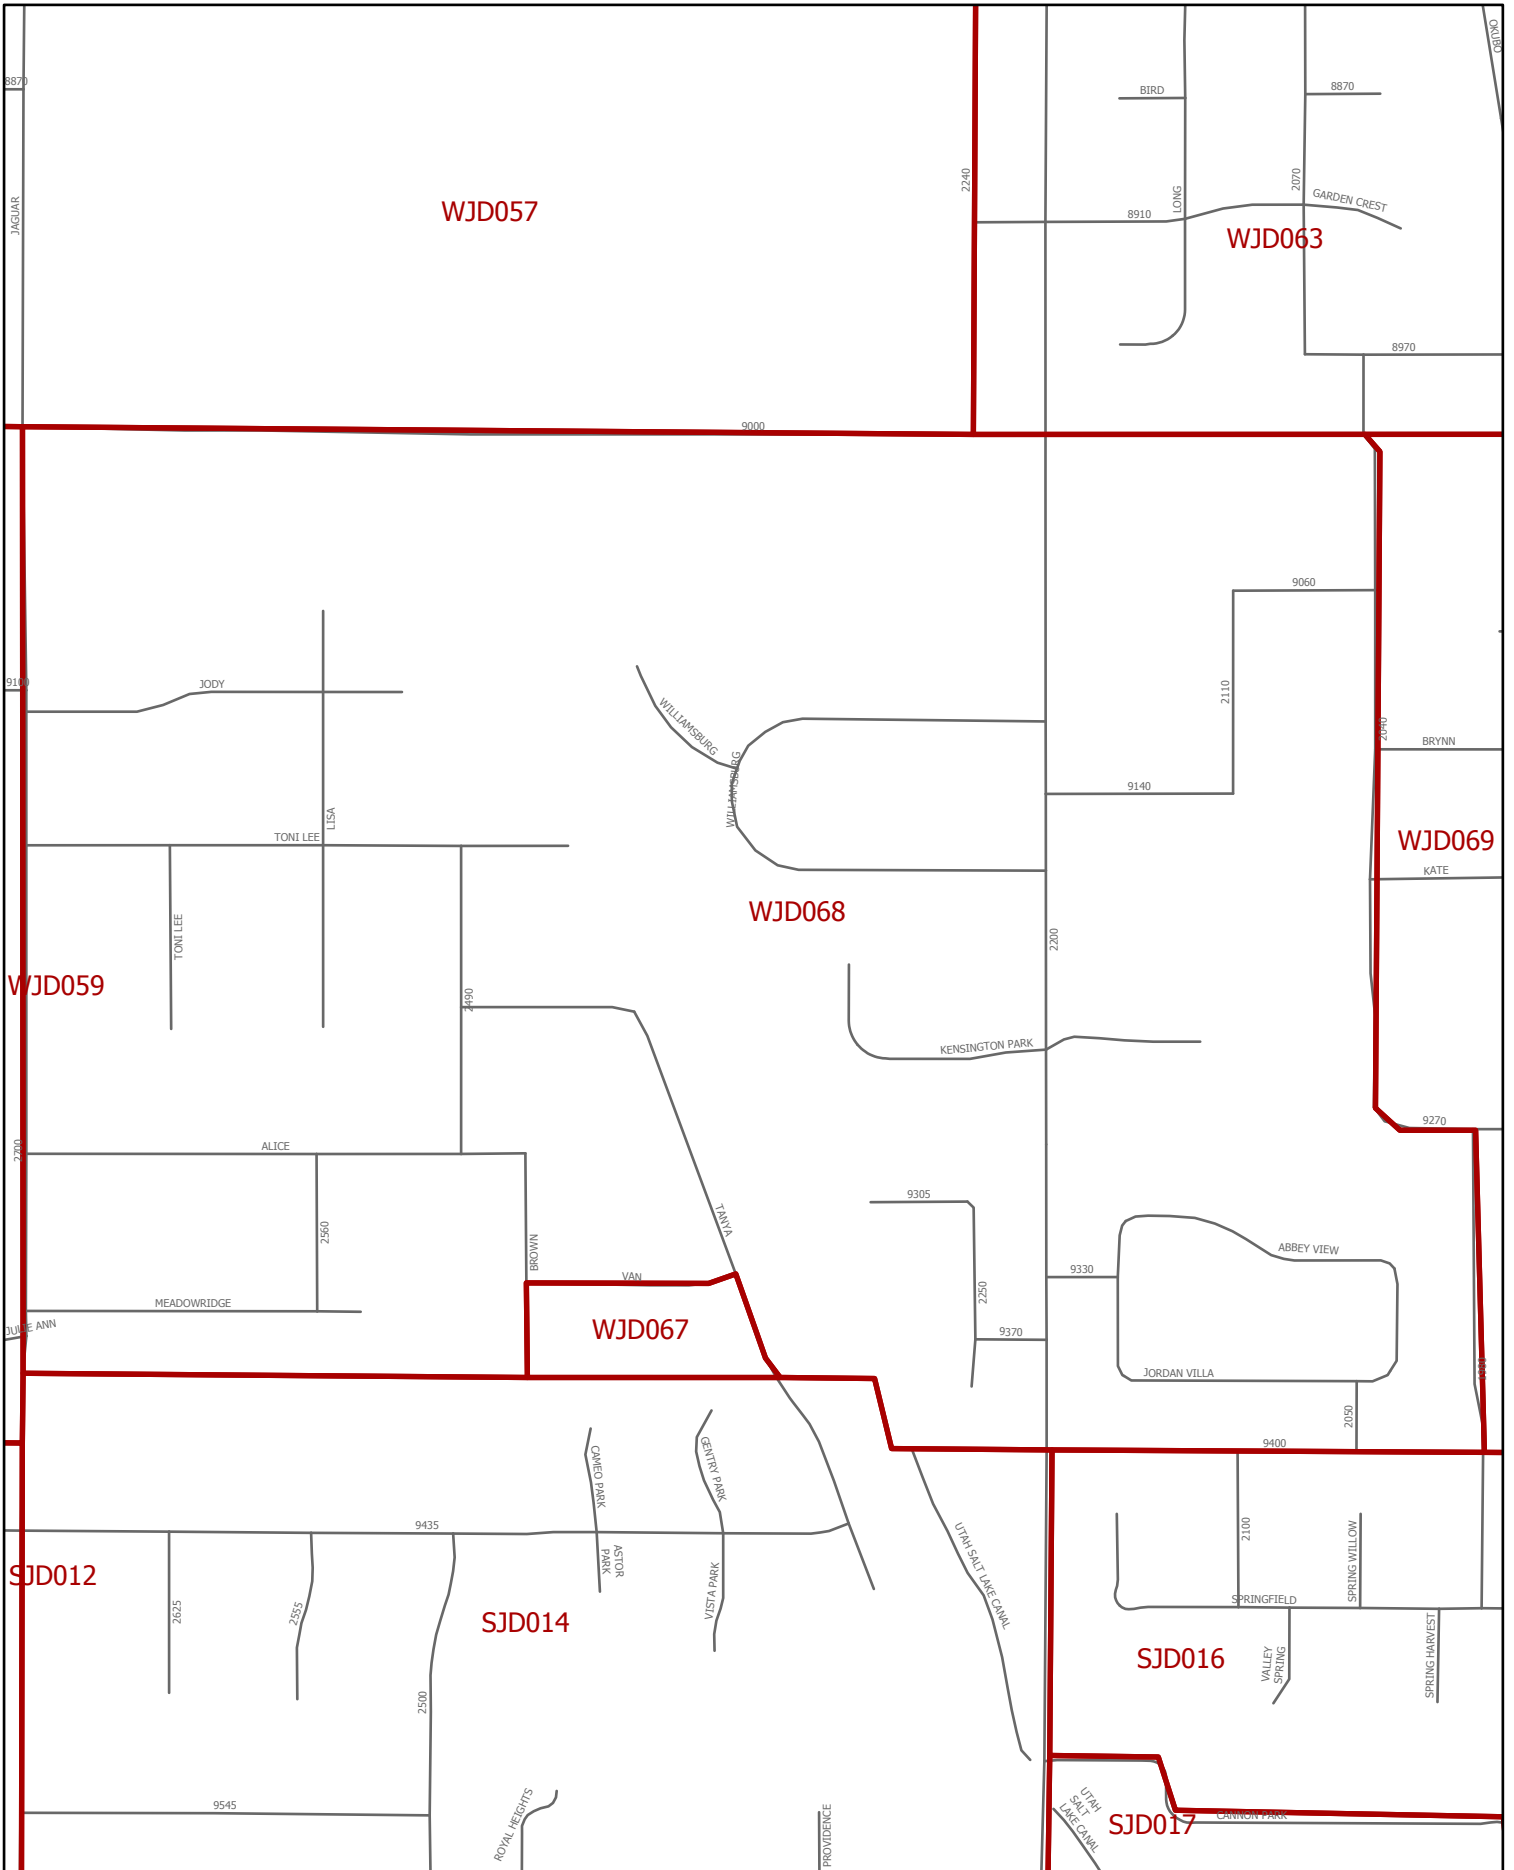 OKUBO
8870
BIRD
8870
2240
2070
LONG
GARDEN CREST
JAGUAR
WJD057
8910
WJD063
8970
9000
9060
9100
JODY
2110
WILLIAMSBURG
2040
BRYNN
WILLIAMSBURG
9140
LISA
TONI LEE
WJD069
KATE
WJD068
TONI LEE
2200
WJD059
2490
KENSINGTON PARK
9270
2700
ALICE
9305
TANYA
2560
BROWN
ABBEY VIEW
VAN
9330
2250
MEADOWRIDGE
JULIE ANN
WJD067
9370
JORDAN VILLA
2050
9400
CAMEO PARK
GENTRY PARK
9435
2100
UTAH SALT LAKE CANAL
ASTOR
PARK
SPRING WILLOW
SJD012
VISTA PARK
2625
2555
SJD014
SPRINGFIELD
SJD016
VALLEY
SPRING
SPRING HARVEST
2500
9545
ROYAL HEIGHTS
PROVIDENCE
UTAH
SALT
LAKE CANAL
SJD017
CANNON PARK